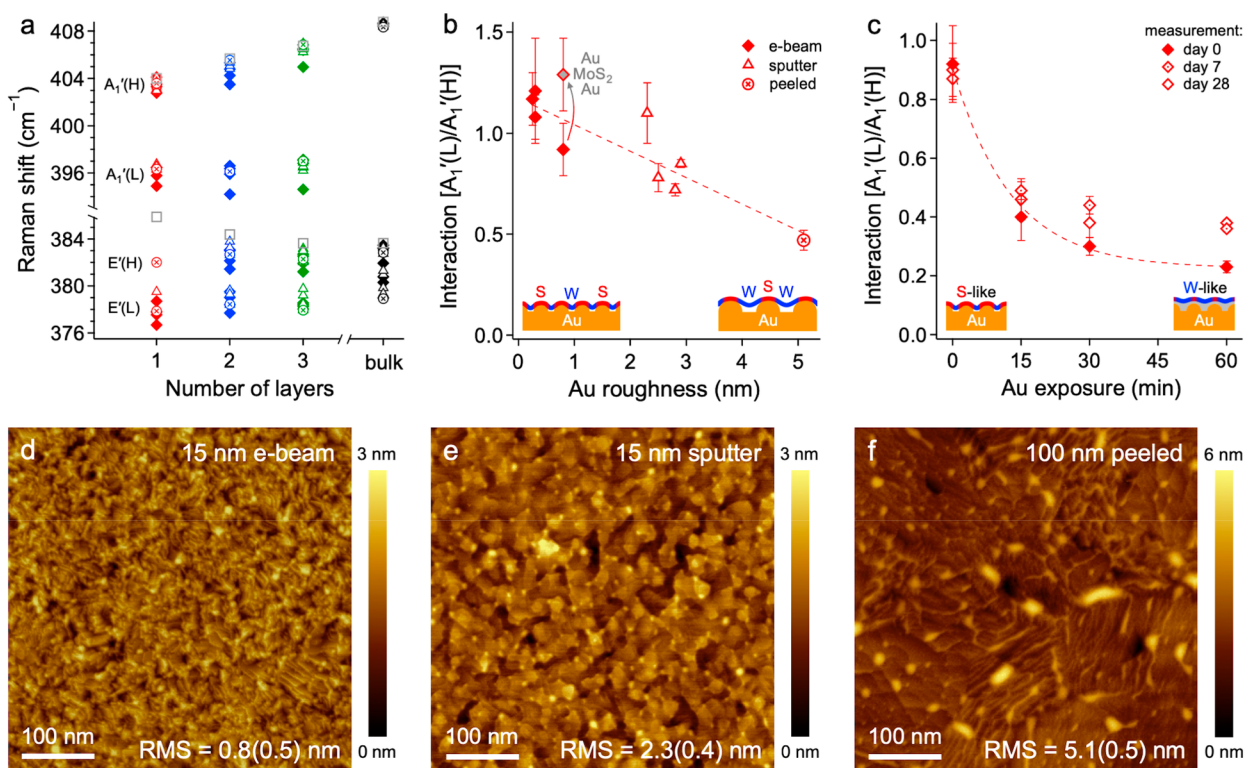 a
408
404
400
396
392
384
380
376
Raman shift (cm⁻¹)
A₁′(H)
A₁′(L)
E′(H)
E′(L)
1
2
3
bulk
Number of layers
b
1.5
1.0
0.5
0.0
Interaction [A₁′(L)/A₁′(H)]
Au
MoS₂
Au
e-beam
sputter
peeled
S
W
S
Au
W
S
W
Au
0
1
2
3
4
5
Au roughness (nm)
c
measurement:
day 0
day 7
day 28
1.0
0.8
0.6
0.4
0.2
0.0
Interaction [A₁′(L)/A₁′(H)]
S-like
Au
W-like
Au
0
15
30
45
60
Au exposure (min)
d
15 nm e-beam
3 nm
100 nm
RMS = 0.8(0.5) nm
0 nm
e
15 nm sputter
3 nm
100 nm
RMS = 2.3(0.4) nm
0 nm
f
100 nm peeled
6 nm
100 nm
RMS = 5.1(0.5) nm
0 nm